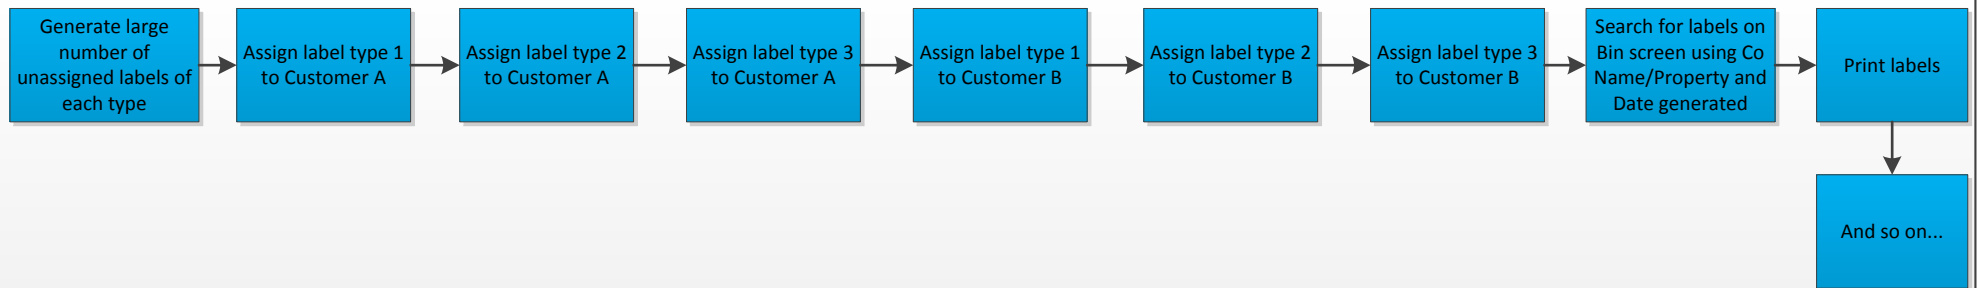 Generate large
number of
unassigned labels of
each type
Assign label type 1
to Customer A
Assign label type 2
to Customer A
Assign label type 3
to Customer A
Assign label type 1
to Customer B
Assign label type 2
to Customer B
Assign label type 3
to Customer B
Search for labels on
Bin screen using Co
Name/Property and
Date generated
Print labels
And so on...